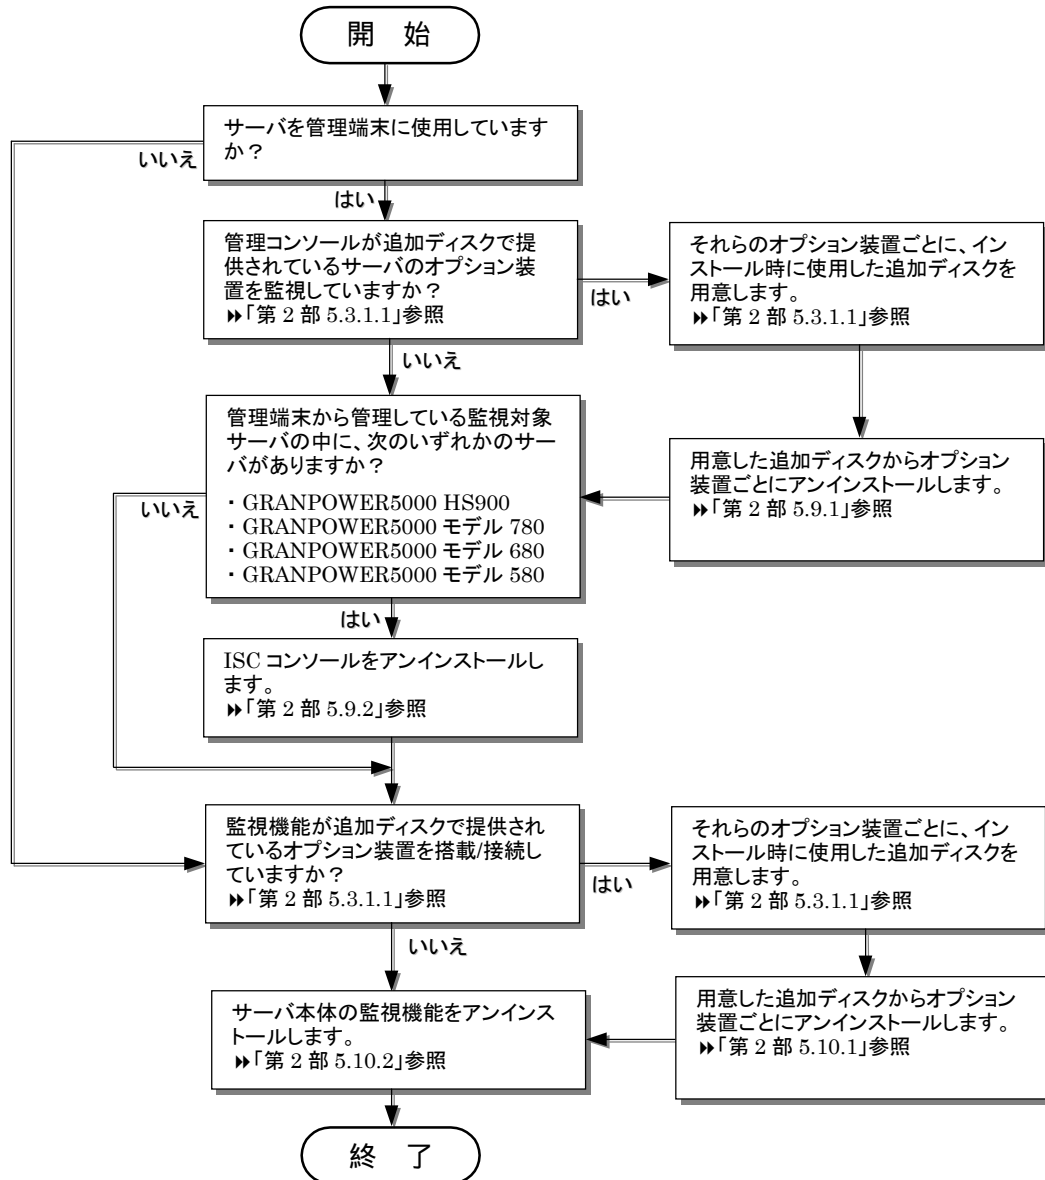 開 始
サーバを管理端末に使用しています
か？
いいえ
はい
管理コンソールが追加ディスクで提
供されているサーバのオプション装
置を監視していますか？
▶▶「第 2 部 5.3.1.1」参照
はい
それらのオプション装置ごとに、イン
ストール時に使用した追加ディスクを
用意します。
▶▶「第 2 部 5.3.1.1」参照
いいえ
用意した追加ディスクからオプション
装置ごとにアンインストールします。
▶▶「第 2 部 5.9.1」参照
管理端末から管理している監視対象
サーバの中に、次のいずれかのサー
バがありますか？
・ GRANPOWER5000 HS900
・ GRANPOWER5000 モデル 780
・ GRANPOWER5000 モデル 680
・ GRANPOWER5000 モデル 580
いいえ
はい
ISC コンソールをアンインストールし
ます。
▶▶「第 2 部 5.9.2」参照
監視機能が追加ディスクで提供され
ているオプション装置を搭載/接続し
ていますか？
▶▶「第 2 部 5.3.1.1」参照
はい
それらのオプション装置ごとに、イン
ストール時に使用した追加ディスクを
用意します。
▶▶「第 2 部 5.3.1.1」参照
いいえ
用意した追加ディスクからオプション
装置ごとにアンインストールします。
▶▶「第 2 部 5.10.1」参照
サーバ本体の監視機能をアンインス
トールします。
▶▶「第 2 部 5.10.2」参照
終 了